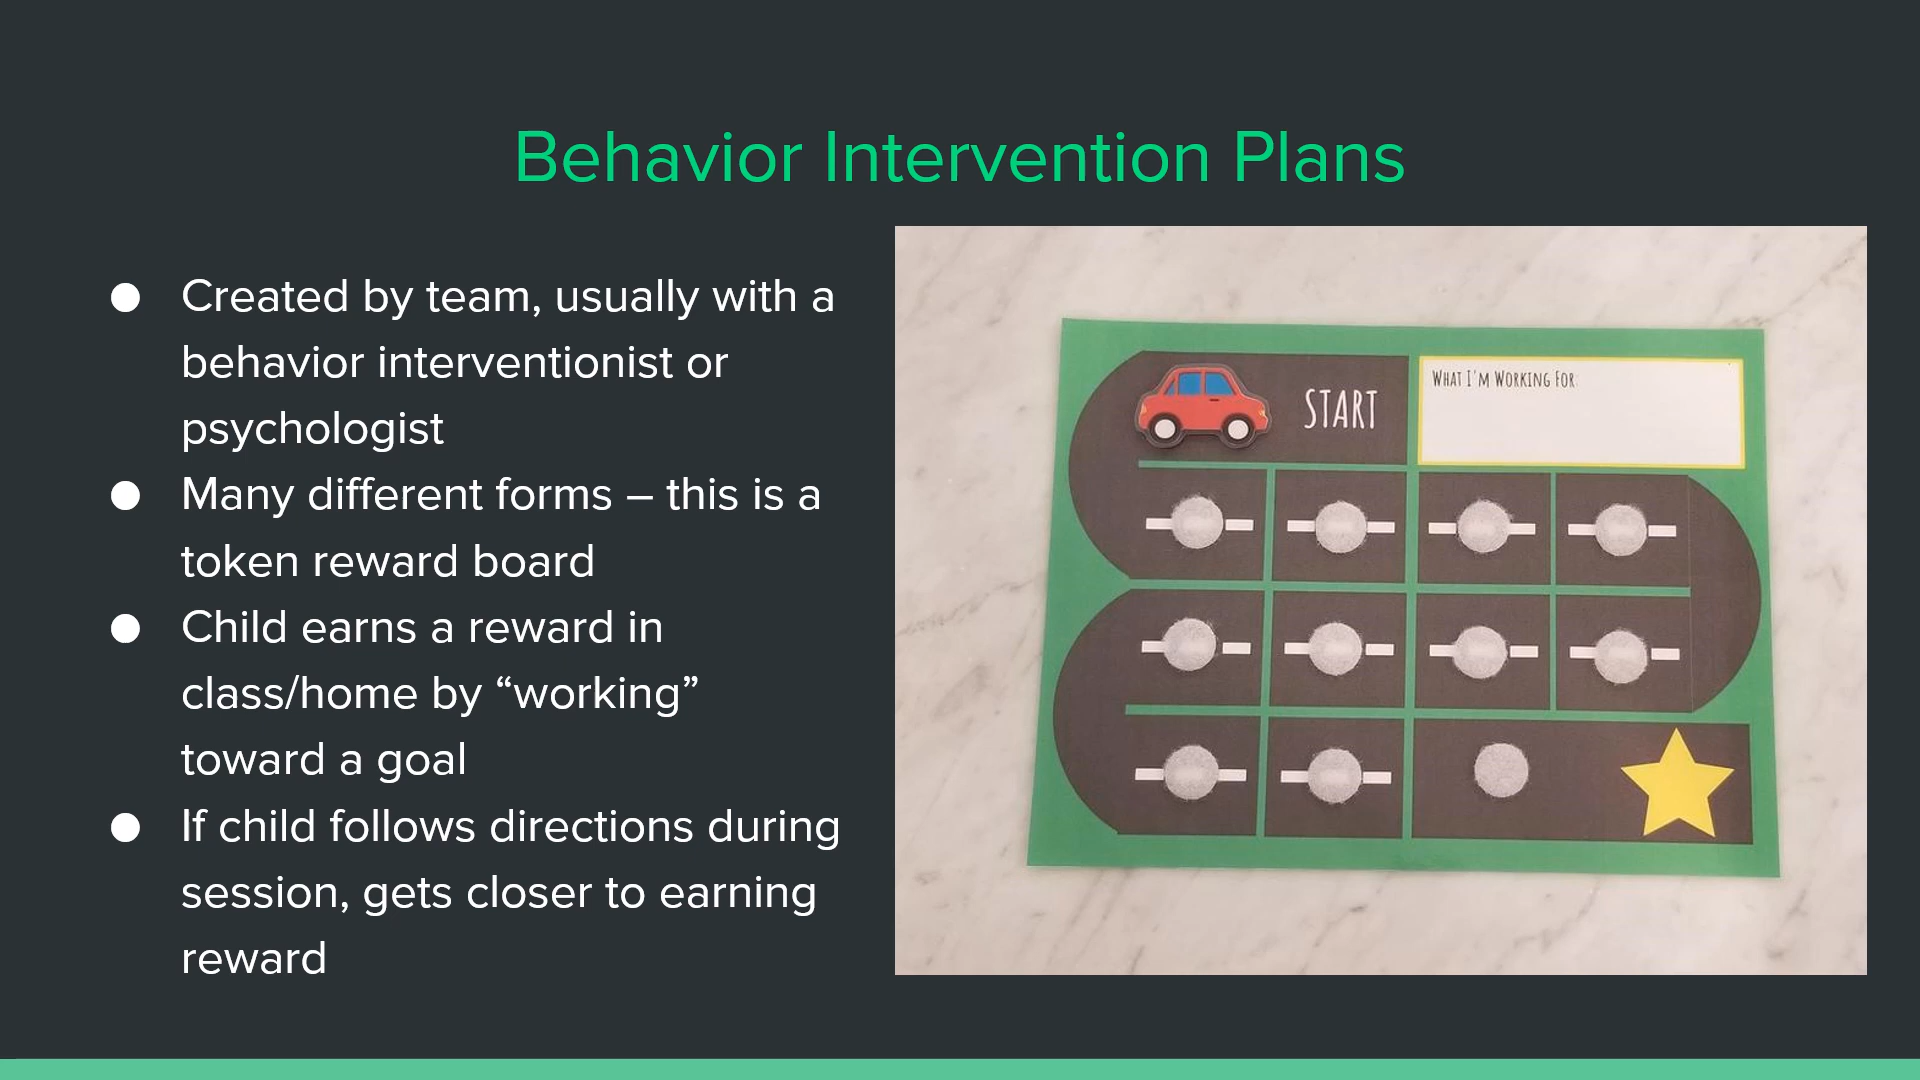 Behavior Intervention Plans
● Created by team, usually with a
behavior interventionist or
psychologist
● Many different forms – this is a
token reward board
● Child earns a reward in
class/home by “working”
toward a goal
● If child follows directions during
session, gets closer to earning
reward
START
What I'm Working For